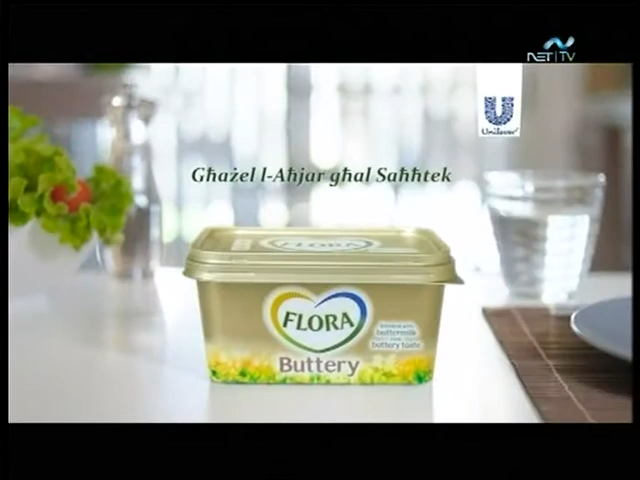 NET TV
Unilever
Għażel l-Aħjar għal Saħħtek
FLORA
FLORA
Buttery
buttermilk
buttery taste